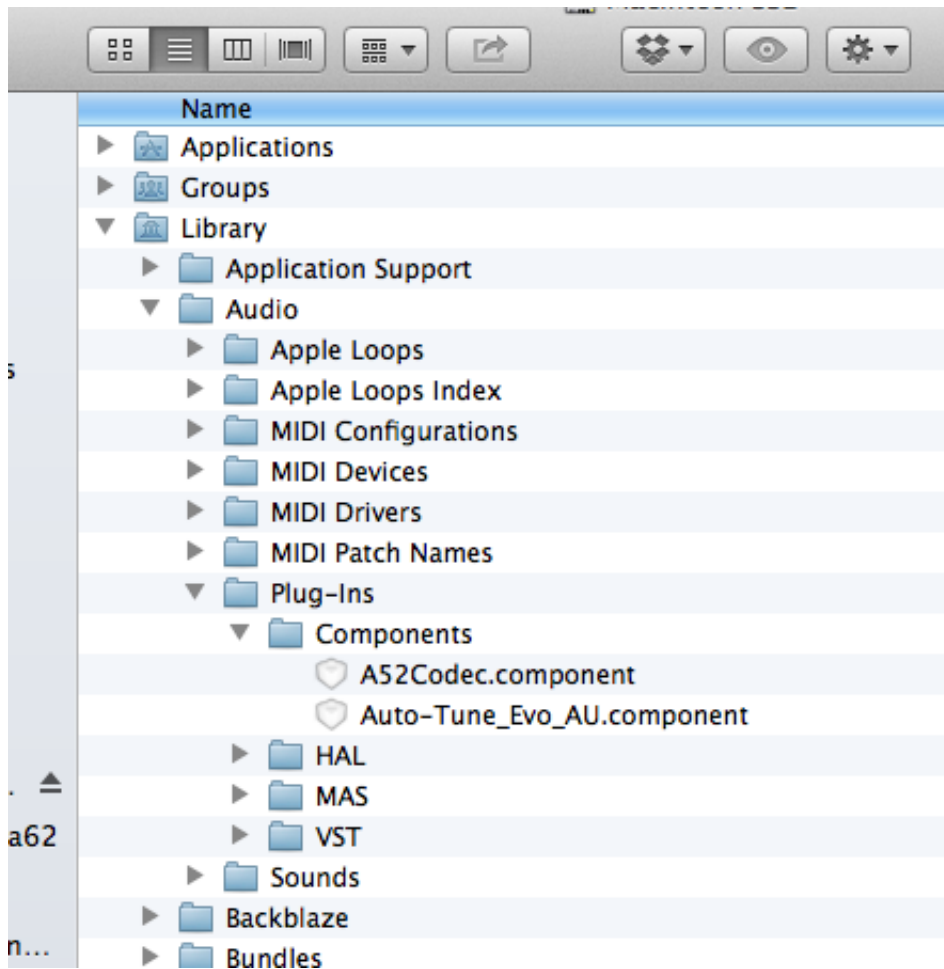 Name
Applications
Groups
Library
Application Support
Audio
Apple Loops
s
Apple Loops Index
MIDI Configurations
MIDI Devices
MIDI Drivers
MIDI Patch Names
Plug-Ins
Components
A52Codec.component
Auto-Tune_Evo_AU.component
HAL
.
MAS
a62
VST
Sounds
Backblaze
n...
Bundles